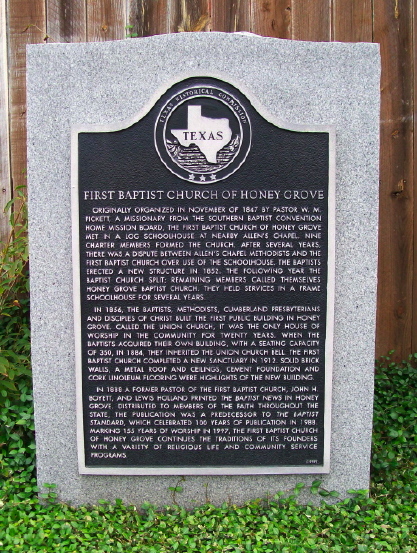 TEXAS HISTORICAL COMMISSION
TEXAS
FIRST BAPTIST CHURCH OF HONEY GROVE
ORIGINALLY ORGANIZED IN NOVEMBER OF 1847 BY PASTOR W. M.
PICKETT, A MISSIONARY FROM THE SOUTHERN BAPTIST CONVENTION
HOME MISSION BOARD, THE FIRST BAPTIST CHURCH OF HONEY GROVE
MET IN A LOG SCHOOLHOUSE AT NEARBY ALLEN'S CHAPEL. NINE
CHARTER MEMBERS FORMED THE CHURCH. AFTER SEVERAL YEARS,
THERE WAS A DISPUTE BETWEEN ALLEN'S CHAPEL METHODISTS AND THE
FIRST BAPTIST CHURCH OVER USE OF THE SCHOOLHOUSE. THE BAPTISTS
ERECTED A NEW STRUCTURE IN 1852. THE FOLLOWING YEAR THE
BAPTIST CHURCH SPLIT; REMAINING MEMBERS CALLED THEMSELVES
HONEY GROVE BAPTIST CHURCH. THEY HELD SERVICES IN A FRAME
SCHOOLHOUSE FOR SEVERAL YEARS.
IN 1856, THE BAPTISTS, METHODISTS, CUMBERLAND PRESBYTERIANS
AND DISCIPLES OF CHRIST BUILT THE FIRST PUBLIC BUILDING IN HONEY
GROVE. CALLED THE UNION CHURCH, IT WAS THE ONLY HOUSE OF
WORSHIP IN THE COMMUNITY FOR TWENTY YEARS. WHEN THE
BAPTISTS ACQUIRED THEIR OWN BUILDING, WITH A SEATING CAPACITY
OF 350, IN 1884, THEY INHERITED THE UNION CHURCH BELL. THE FIRST
BAPTIST CHURCH COMPLETED A NEW SANCTUARY IN 1912. SOLID BRICK
WALLS, A METAL ROOF AND CEILINGS, CEMENT FOUNDATION AND
CORK LINOLEUM FLOORING WERE HIGHLIGHTS OF THE NEW BUILDING.
IN 1888 A FORMER PASTOR OF THE FIRST BAPTIST CHURCH, JOHN H.
BOYETT, AND LEWIS HOLLAND PRINTED THE BAPTIST NEWS IN HONEY
GROVE. DISTRIBUTED TO MEMBERS OF THE FAITH THROUGHOUT THE
STATE, THE PUBLICATION WAS A PREDECESSOR TO THE BAPTIST
STANDARD, WHICH CELEBRATED 100 YEARS OF PUBLICATION IN 1988.
MARKING 155 YEARS OF WORSHIP IN 1997, THE FIRST BAPTIST CHURCH
OF HONEY GROVE CONTINUES THE TRADITIONS OF ITS FOUNDERS
WITH A VARIETY OF RELIGIOUS LIFE AND COMMUNITY SERVICE
PROGRAMS.